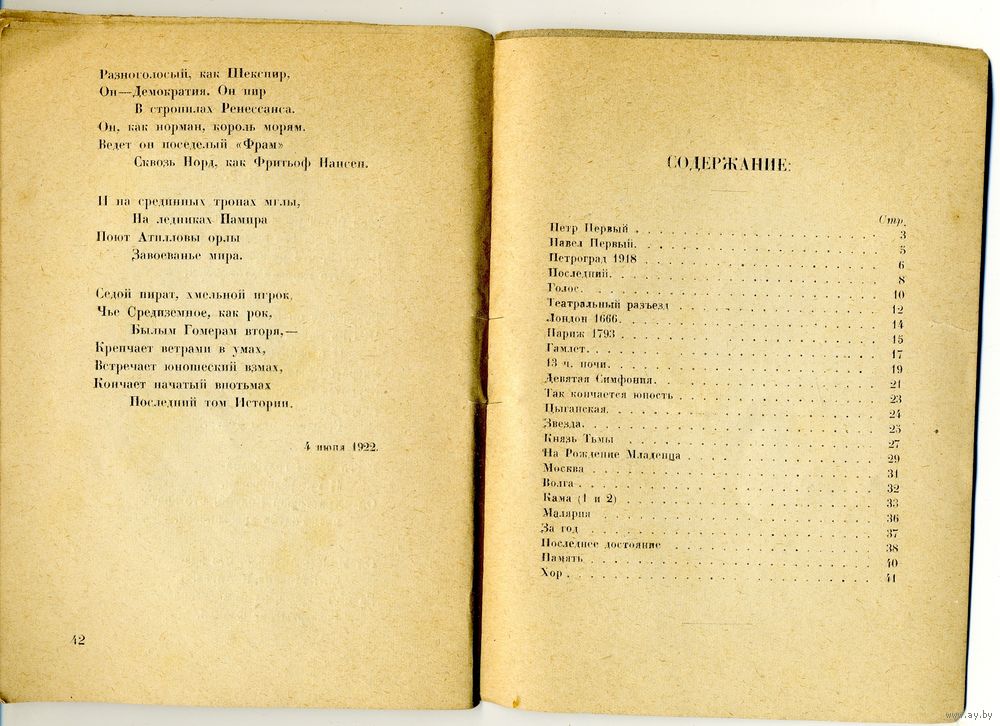 Разноголосый, как Шекспир,
Он—Демократия. Он пир
В стропилах Ренессанса.
Он, как норман, король морям.
Ведет он поседелый «Фрам»
Сквозь Норд, как Фритьоф Нансен.
И на срединных тронах мглы,
На ледниках Памира
Поют Атилловы орлы
Завоеванье мира.
Седой пират, хмельной игрок,
Чье Средиземное, как рок,
Былым Гомерам вторя,—
Крепчает ветрами в умах,
Встречает юношеский взмах,
Кончает начатый впотьмах
Последний том Истории.
4 июня 1922.
42
СОДЕРЖАНИЕ:
Стр.
Петр Первый . 3
Павел Первый. 5
Петроград 1918 . 6
Последний. 8
Голос. 10
Театральный разъезд 12
Лондон 1666. 14
Париж 1793 . 15
Гамлет. 17
13 ч. ночи. 19
Девятая Симфония. 21
Так кончается юность 23
Цыганская. 24
Звезда. 25
Князь Тьмы 27
На Рождение Младенца 29
Москва 31
Волга . 32
Кама (1 и 2) 33
Малярия 36
За год 37
Последнее достояние 38
Память. 40
Хор . 41
www.ay.by